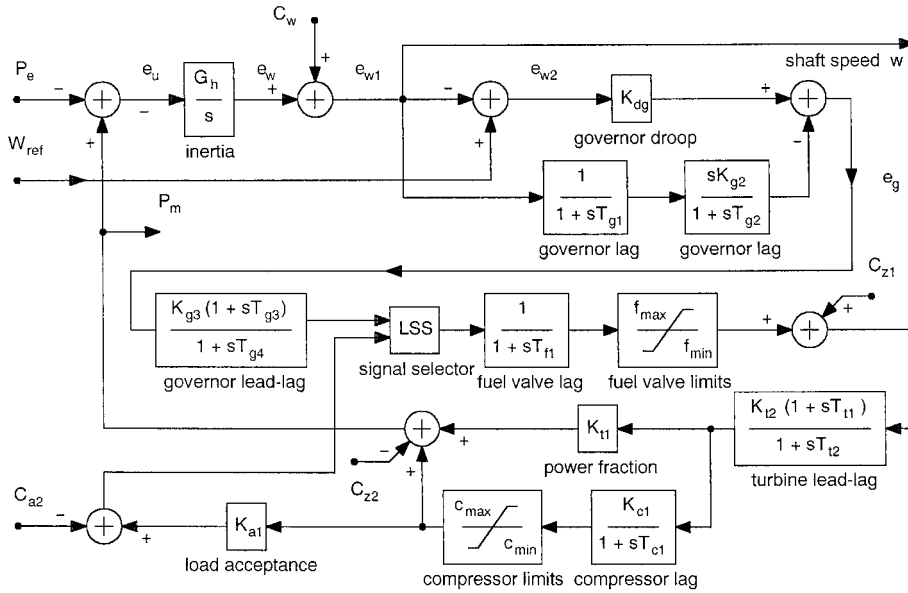 C_w
P_e − + e_u − G_h / s e_w + + e_w1 − + e_w2 K_dg + − shaft speed w
inertia
governor droop
W_ref
e_g
P_m
1 / 1 + sT_g1
sK_g2 / 1 + sT_g2
governor lag
governor lag
C_z1
K_g3 (1 + sT_g3) / 1 + sT_g4
LSS
1 / 1 + sT_f1
f_max f_min
+ +
governor lead-lag
signal selector
fuel valve lag
fuel valve limits
− + +
K_t1
K_t2 (1 + sT_t1) / 1 + sT_t2
power fraction
turbine lead-lag
C_z2
C_a2 − +
K_a1
c_max c_min
K_c1 / 1 + sT_c1
load acceptance
compressor limits
compressor lag